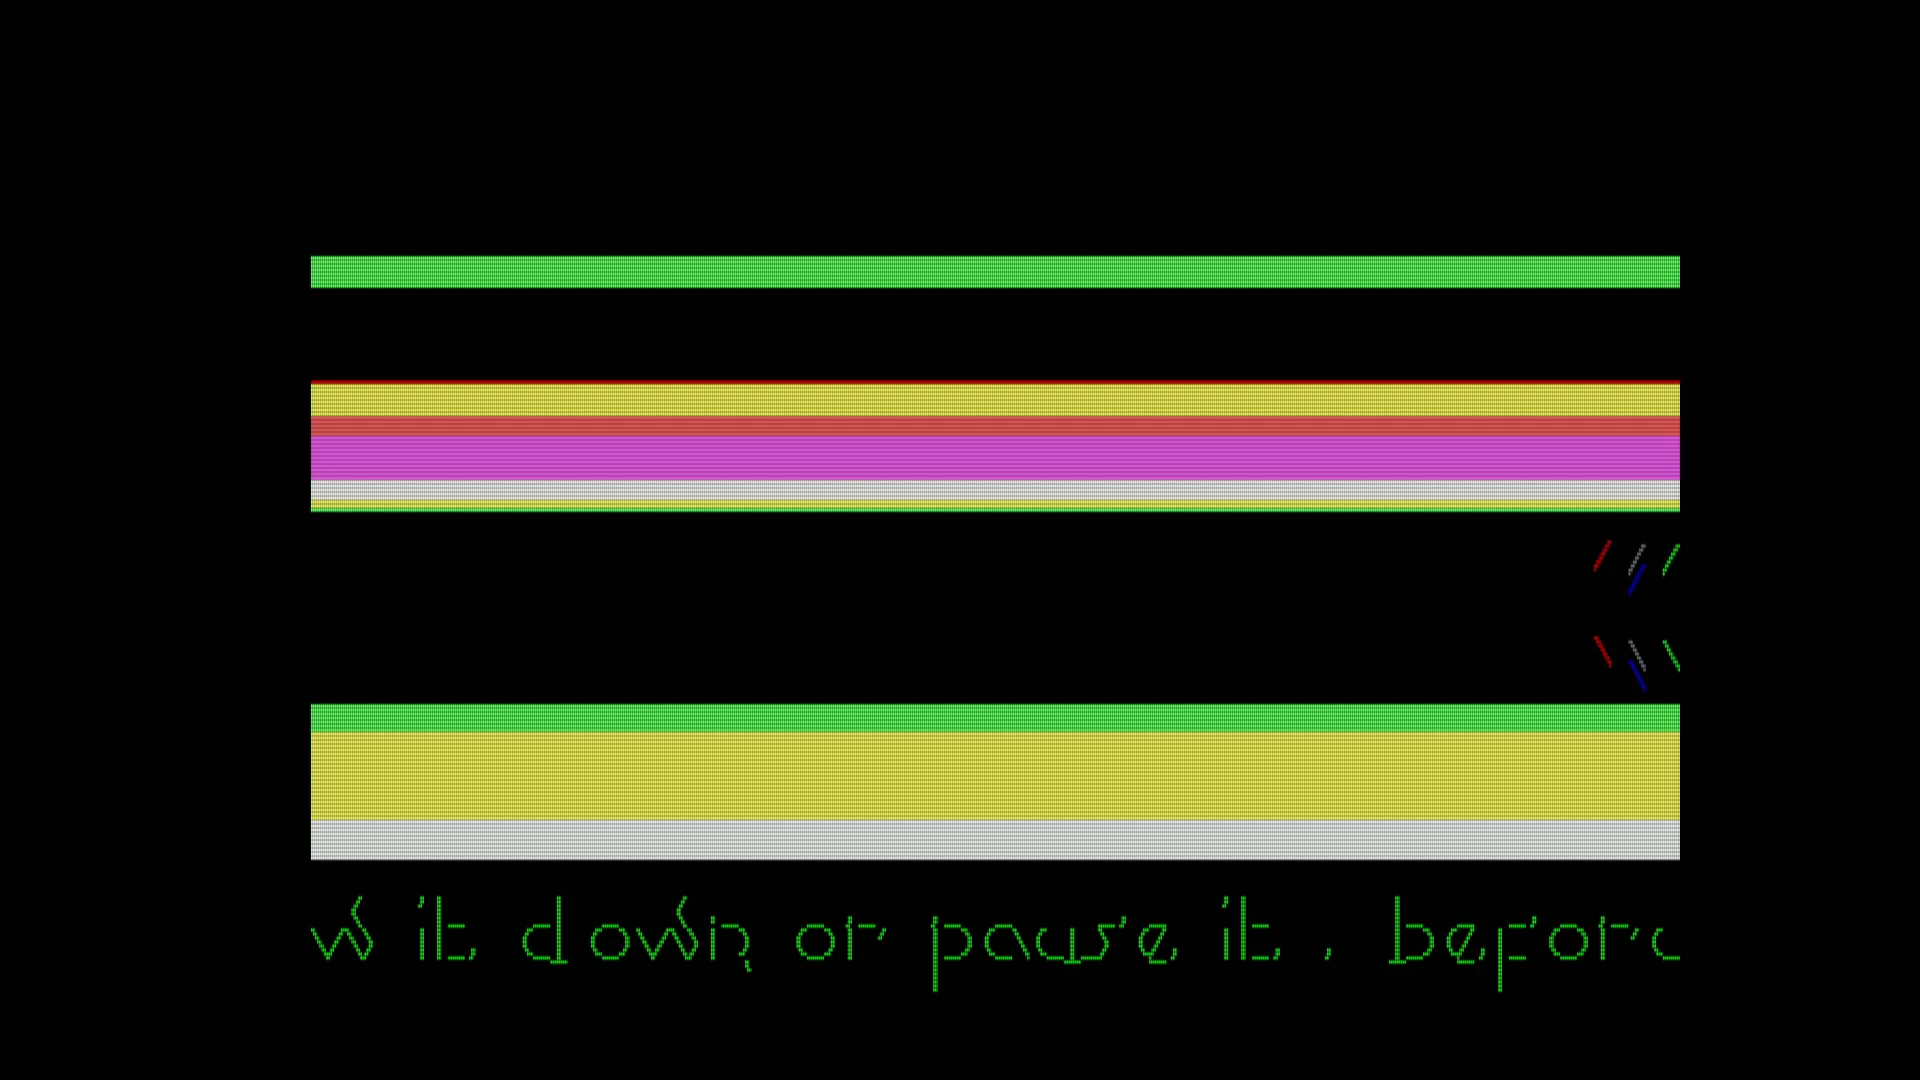 w it down or pause it , before